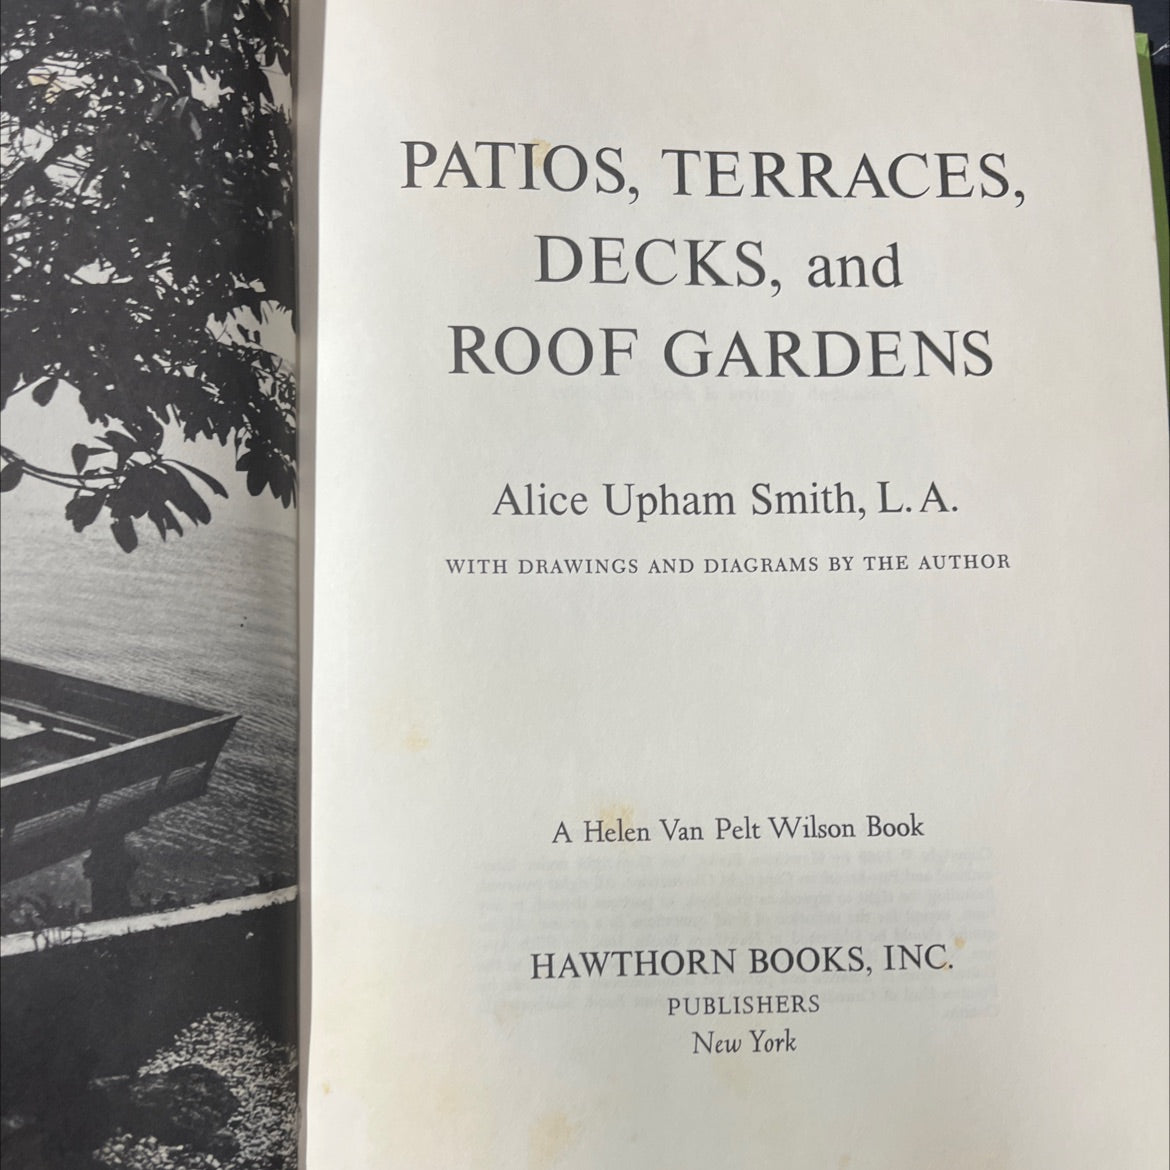 PATIOS, TERRACES,
DECKS, and
ROOF GARDENS
Alice Upham Smith, L. A.
WITH DRAWINGS AND DIAGRAMS BY THE AUTHOR
A Helen Van Pelt Wilson Book
HAWTHORN BOOKS, INC.
PUBLISHERS
New York